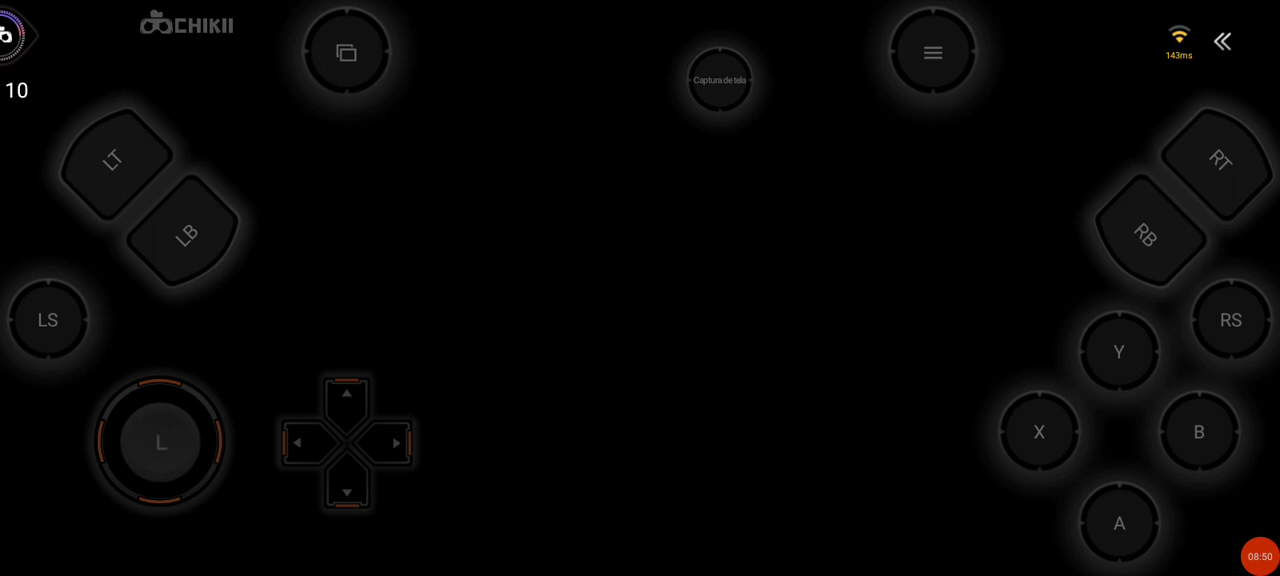 CHIKII
Captura de tela
143ms
10
LT
RT
LB
RB
LS
RS
Y
X
B
L
A
08:50